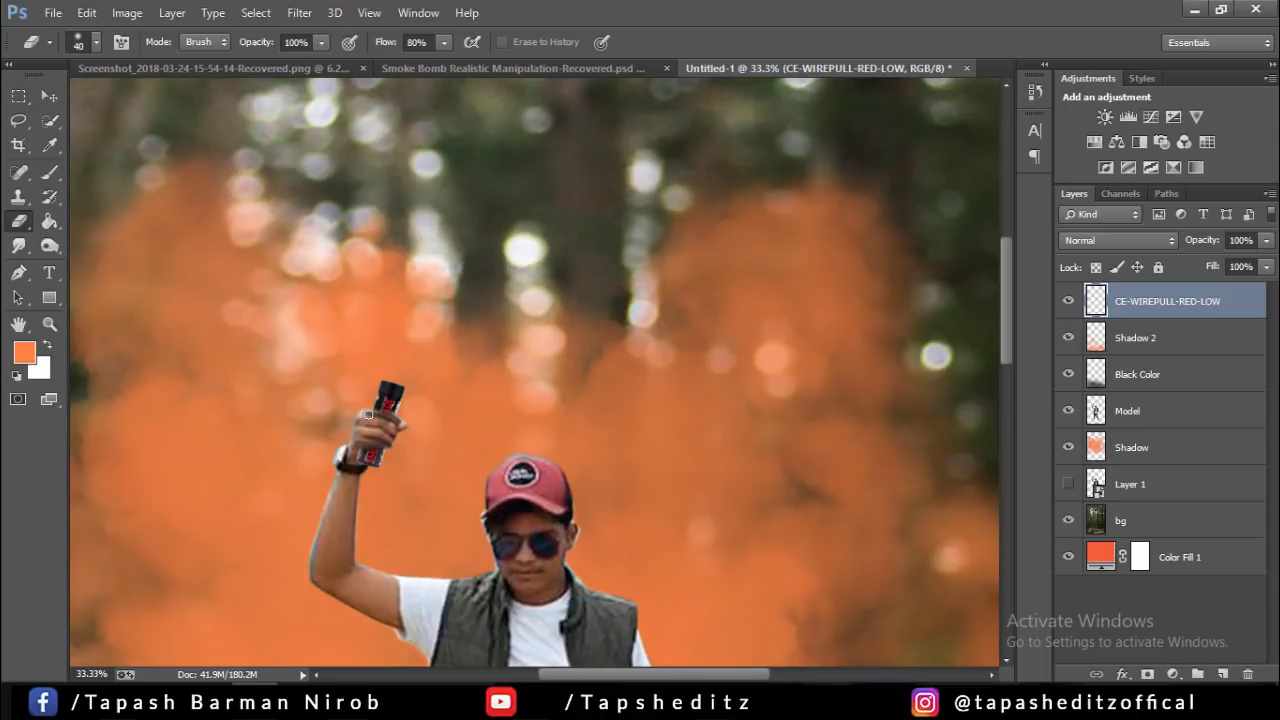 Ps File Edit Image Layer Type Select Filter 3D View Window Help
40 Mode: Brush Opacity: 100% Flow: 80% Erase to History Essentials
Screenshot_2018-03-24-15-54-14-Recovered.png @ 6.2... × Smoke Bomb Realistic Manipulation-Recovered.psd ... × Untitled-1 @ 33.3% (CE-WIREPULL-RED-LOW, RGB/8) * ×
Adjustments Styles
Add an adjustment
Layers Channels Paths
Kind
Normal Opacity: 100%
Lock: Fill: 100%
CE-WIREPULL-RED-LOW
Shadow 2
Black Color
Model
Shadow
Layer 1
bg
Color Fill 1
Activate Windows
Go to Settings to activate Windows.
33.33% Doc: 41.9M/180.2M
/Tapash Barman Nirob /Tapsheditz @tapasheditzoffical